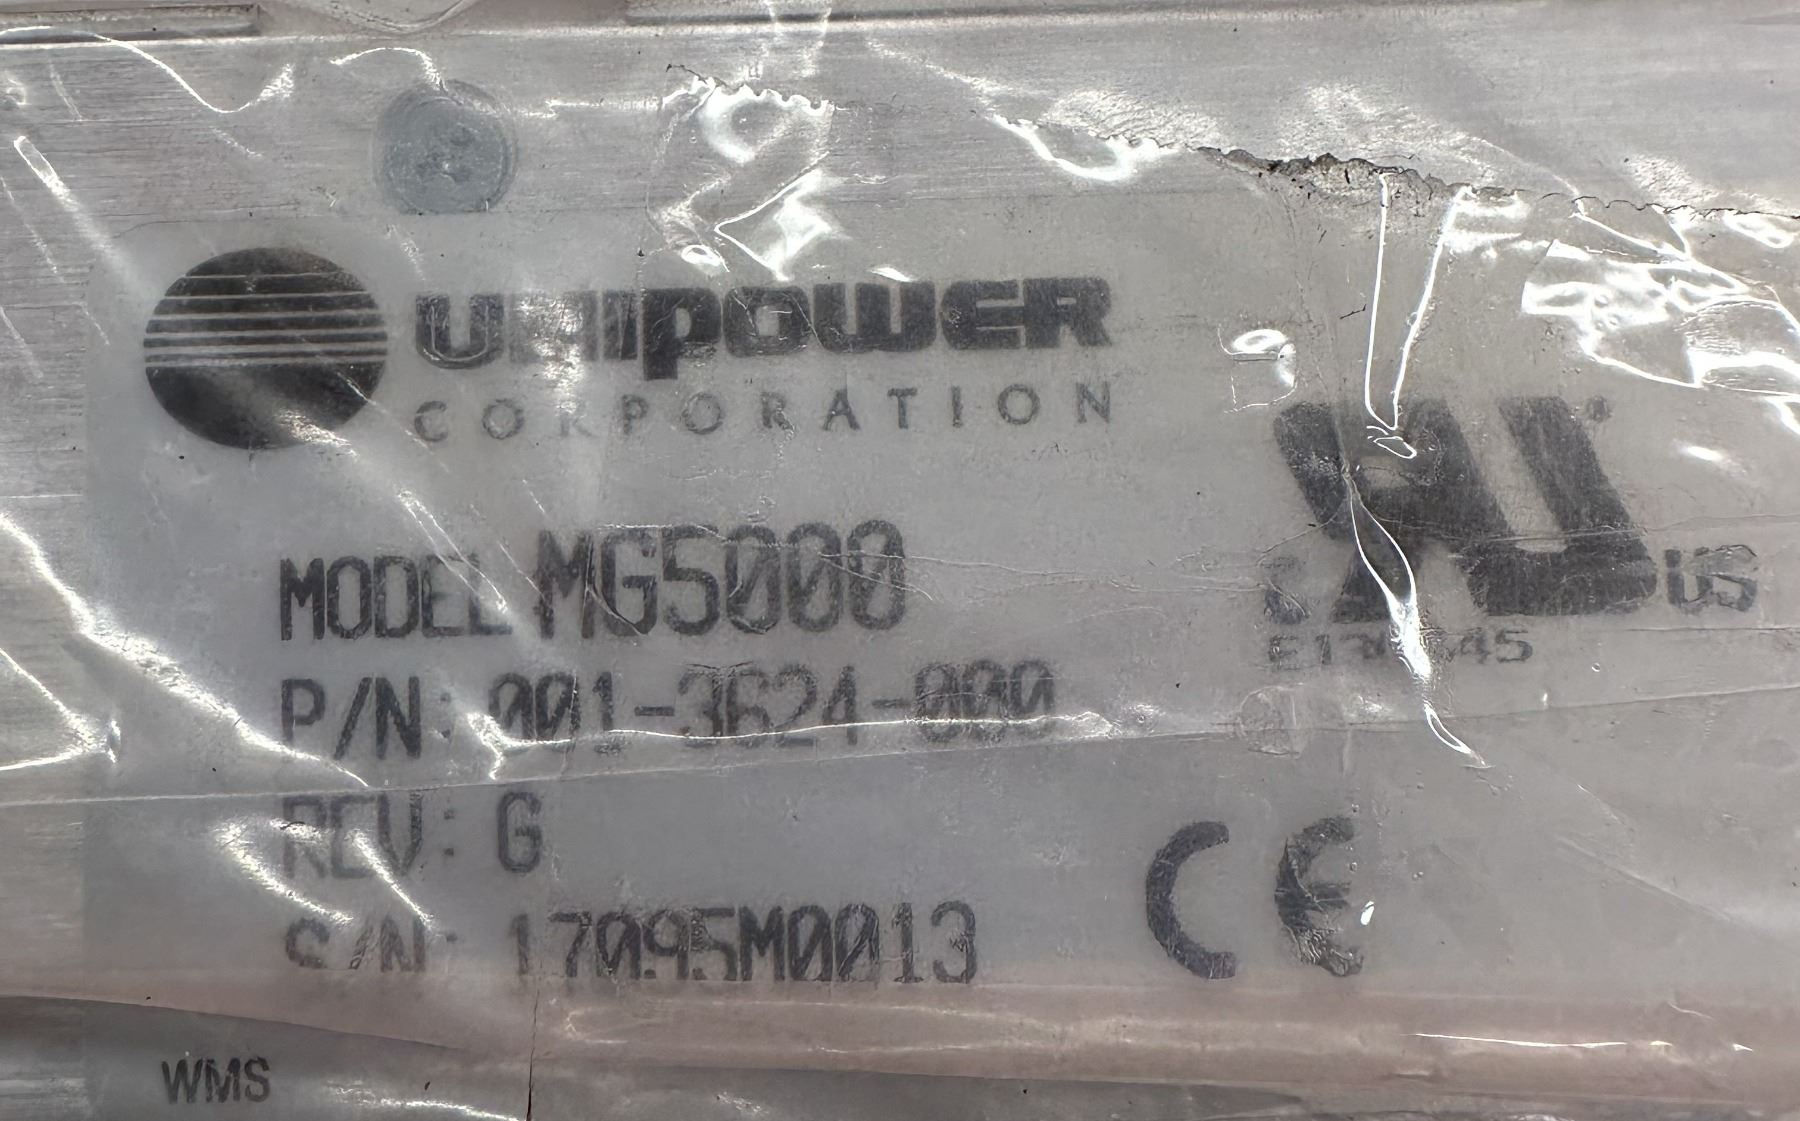 UNIPOWER
CORPORATION
MODEL MG5000
P/N: 001-3624-000
REV: G
S/N: 17095M0013
c UL ® US
CE
WMS